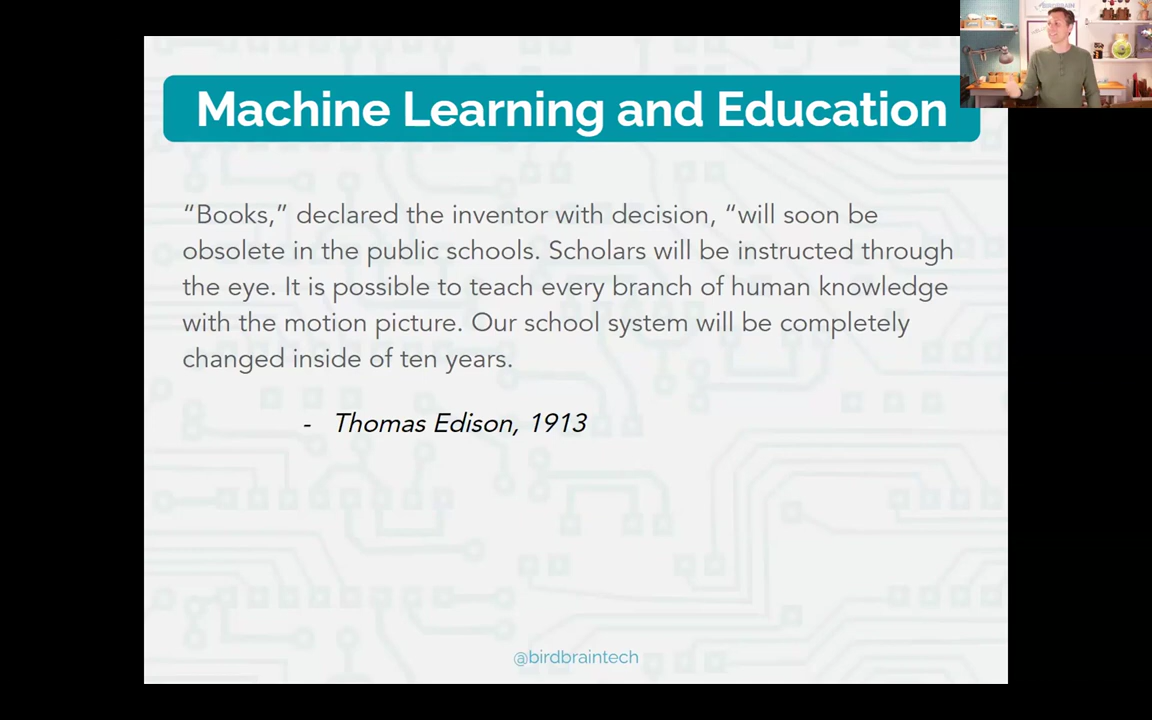 Machine Learning and Education
“Books,” declared the inventor with decision, “will soon be
obsolete in the public schools. Scholars will be instructed through
the eye. It is possible to teach every branch of human knowledge
with the motion picture. Our school system will be completely
changed inside of ten years.
- Thomas Edison, 1913
@birdbraintech